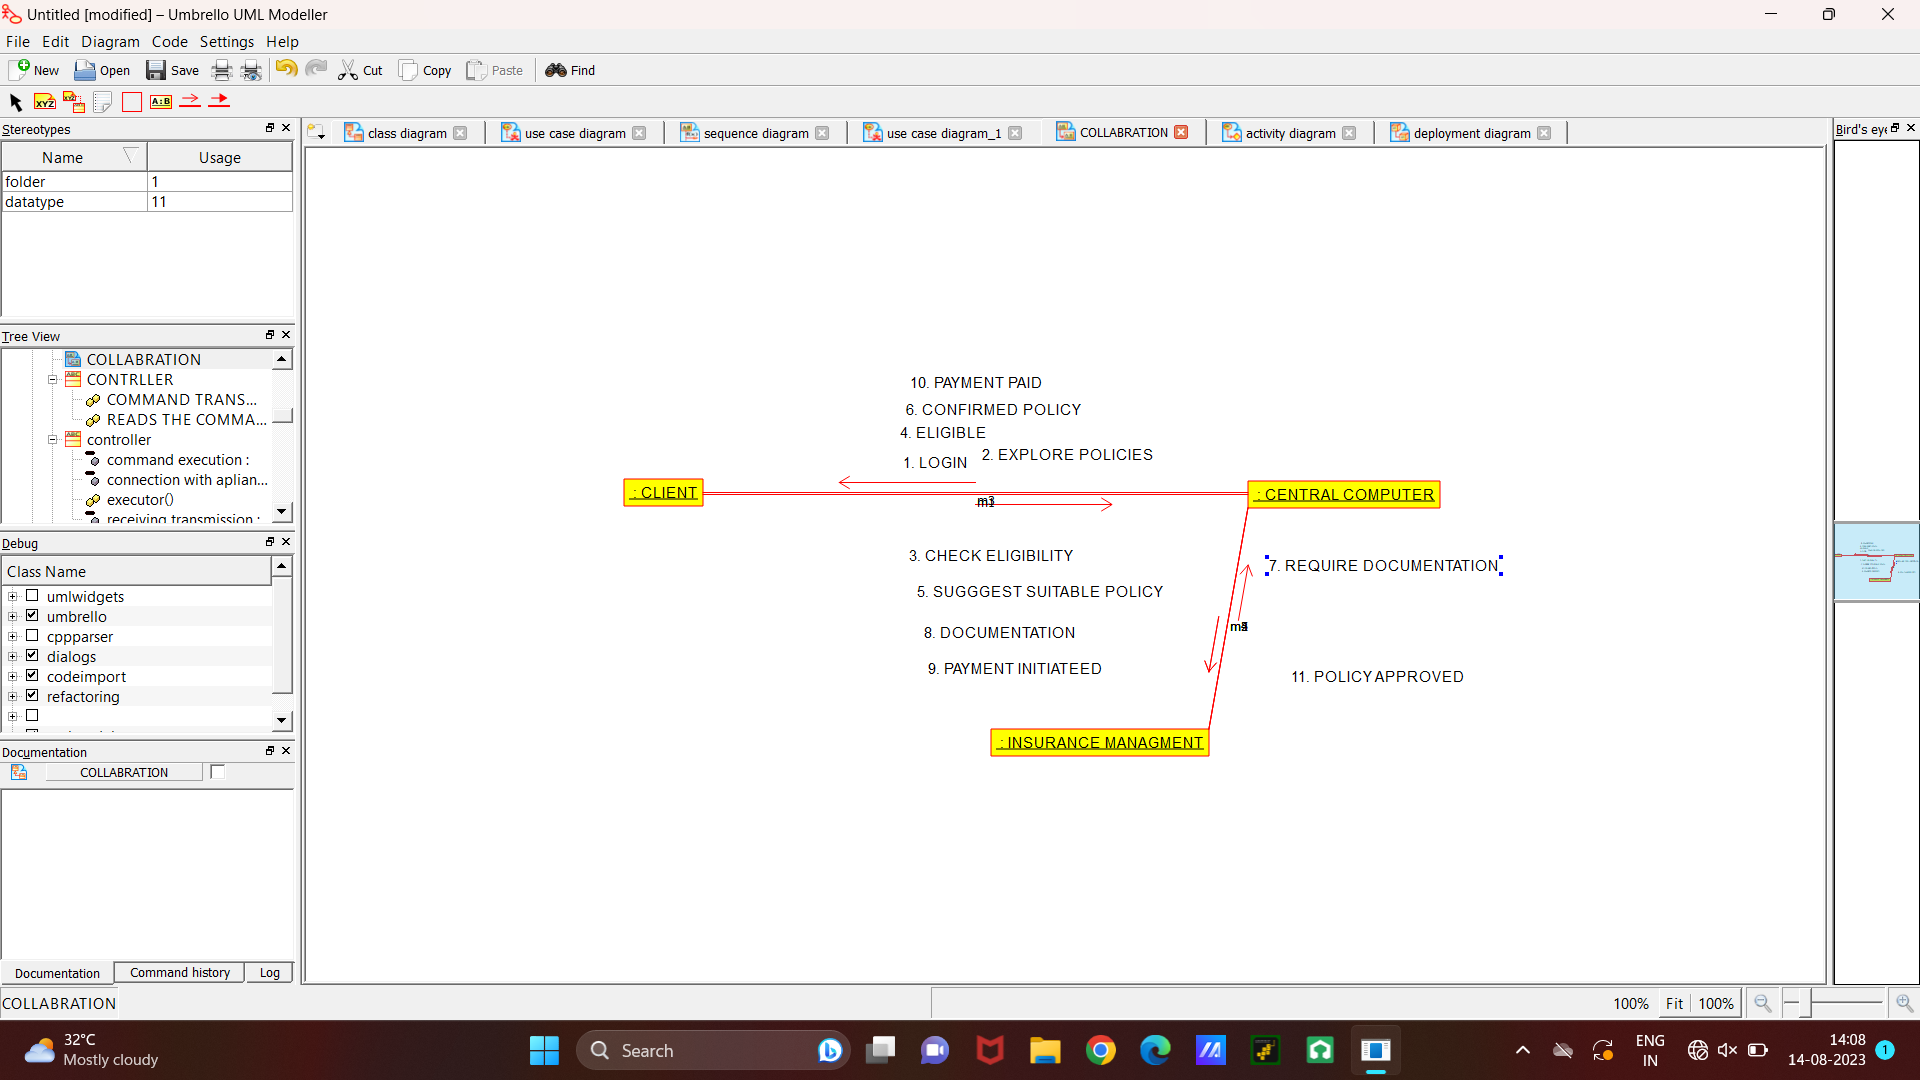 Untitled [modified] – Umbrello UML Modeller
File Edit Diagram Code Settings Help
New Open Save Cut Copy Paste Find
XYZ XYZ A:B
Stereotypes
Name Usage
folder 1
datatype 11
Tree View
COLLABRATION
CONTRLLER
COMMAND TRANS...
READS THE COMMA...
controller
command execution :
connection with aplian...
executor()
receiving transmission :
Debug
Class Name
umlwidgets
umbrello
cppparser
dialogs
codeimport
refactoring
Documentation
COLLABRATION
Documentation Command history Log
COLLABRATION
class diagram use case diagram sequence diagram use case diagram_1 COLLABRATION activity diagram deployment diagram
Bird's eye
10. PAYMENT PAID
6. CONFIRMED POLICY
4. ELIGIBLE
2. EXPLORE POLICIES
1. LOGIN
: CLIENT
: CENTRAL COMPUTER
3. CHECK ELIGIBILITY
7. REQUIRE DOCUMENTATION
5. SUGGGEST SUITABLE POLICY
8. DOCUMENTATION
9. PAYMENT INITIATEED
11. POLICY APPROVED
: INSURANCE MANAGMENT
100% Fit 100%
32°C
Mostly cloudy
Search
ENG
IN
14:08
14-08-2023
1